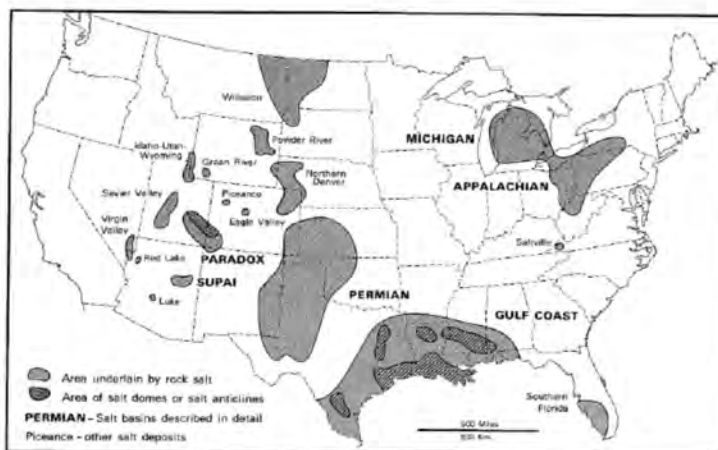 Williston
Powder River
MICHIGAN
Idaho-Utah-
Wyoming
Green River
Northern
Denver
APPALACHIAN
Sevier Valley
Piceance
Eagle Valley
Virgin
Valley
Saltville
Red Lake
PARADOX
SUPAI
PERMIAN
Luke
GULF COAST
Area underlain by rock salt
Area of salt domes or salt anticlines
PERMIAN - Salt basins described in detail
Piceance - other salt deposits
Southern
Florida
500 Miles
500 Km.